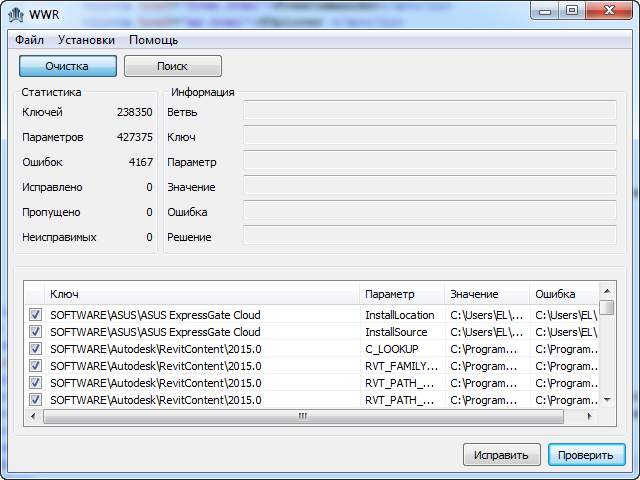 WWR
Файл Установки Помощь
Очистка Поиск
Статистика
Ключей 238350
Параметров 427375
Ошибок 4167
Исправлено 0
Пропущено 0
Неисправимых 0
Информация
Ветвь
Ключ
Параметр
Значение
Ошибка
Решение
Ключ Параметр Значение Ошибка
SOFTWARE\ASUS\ASUS ExpressGate Cloud InstallLocation C:\Users\EL\... C:\Users\EL\
SOFTWARE\ASUS\ASUS ExpressGate Cloud InstallSource C:\Users\EL\... C:\Users\EL\
SOFTWARE\Autodesk\RevitContent\2015.0 C_LOOKUP C:\Program... C:\Program..
SOFTWARE\Autodesk\RevitContent\2015.0 RVT_FAMILY... C:\Program... C:\Program..
SOFTWARE\Autodesk\RevitContent\2015.0 RVT_PATH_... C:\Program... C:\Program..
SOFTWARE\Autodesk\RevitContent\2015.0 RVT_PATH_... C:\Program... C:\Program..
Исправить Проверить